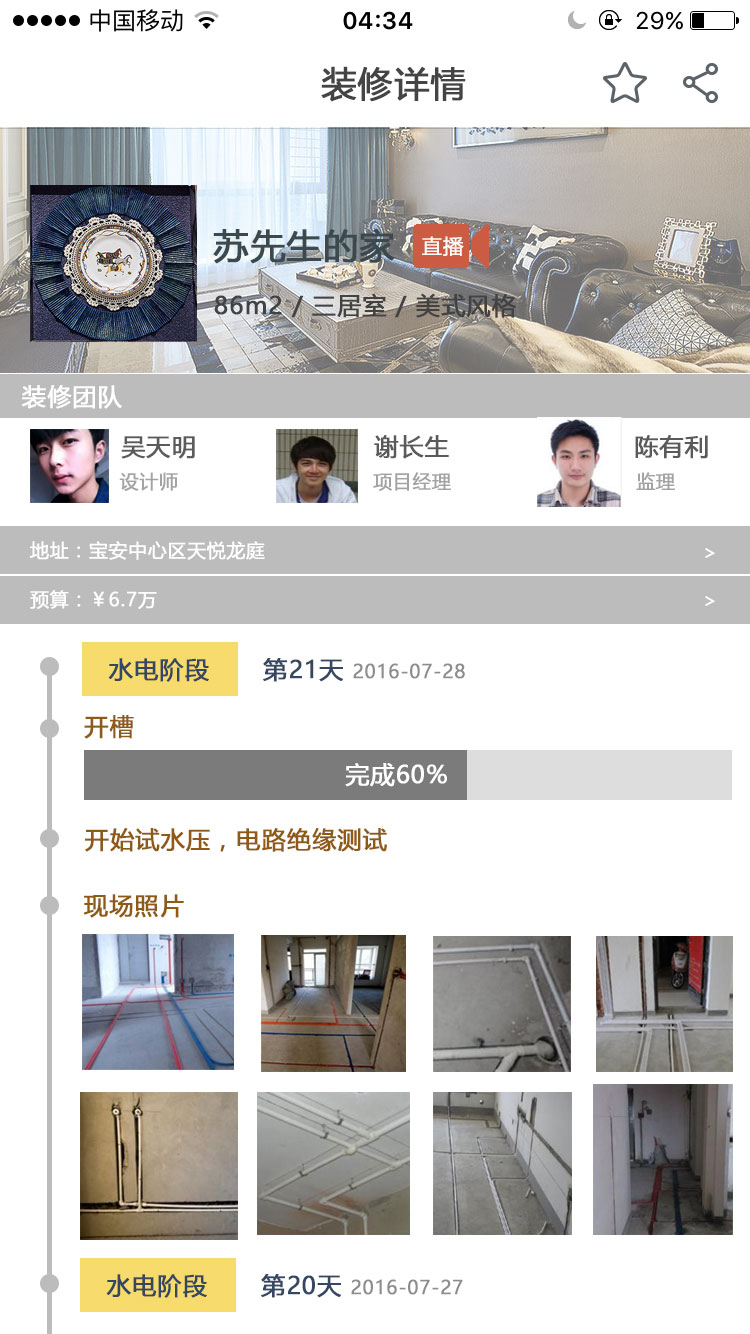 中国移动 04:34 29%
装修详情
苏先生的家 直播
86m2 / 三居室 / 美式风格
装修团队
吴天明 谢长生 陈有利
设计师 项目经理 监理
地址：宝安中心区天悦龙庭 >
预算：￥6.7万 >
水电阶段 第21天 2016-07-28
开槽
完成60%
开始试水压，电路绝缘测试
现场照片
水电阶段 第20天 2016-07-27